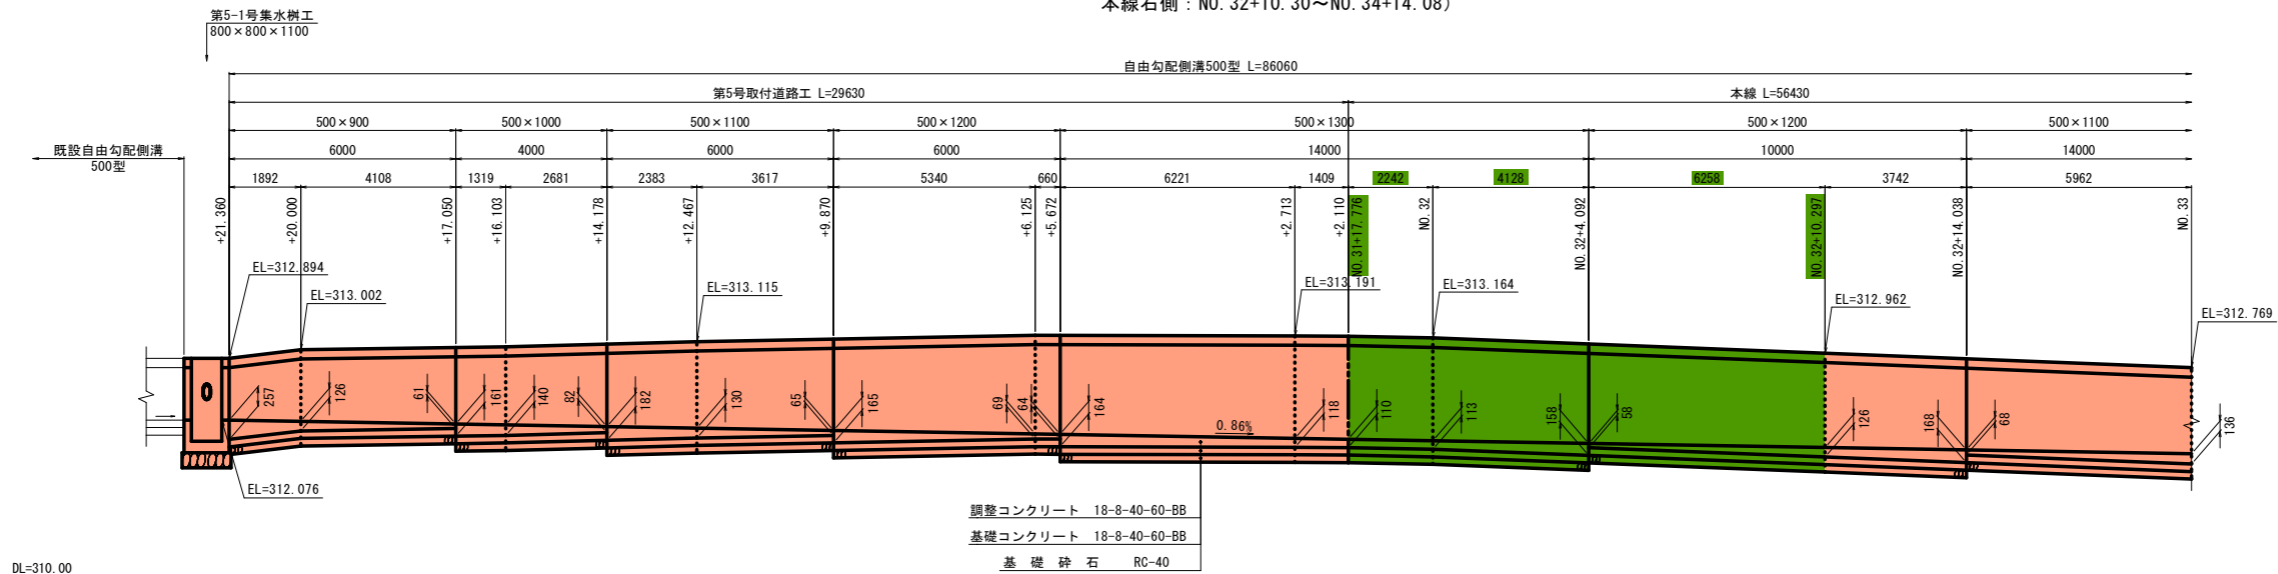 本線右側：NO.32+10.30～NO.34+14.08）
第5-1号集水桝工
800×800×1100
自由勾配側溝500型 L=86060
第5号取付道路工 L=29630
本線 L=56430
500×900 500×1000 500×1100 500×1200 500×1300 500×1200 500×1100
既設自由勾配側溝
500型
6000 4000 6000 6000 14000 10000 14000
1892 4108 1319 2681 2383 3617 5340 660 6221 1409 2242 4128 6258 3742 5962
+21.360 +20.000 +17.050 +16.103 +14.178 +12.467 +9.870 +6.125 +5.672 +2.713 +2.110 NO.31+17.776 NO.32 NO.32+4.092 NO.32+10.297 NO.32+14.038 NO.33
EL=312.894
EL=313.002
EL=313.115
EL=313.191
EL=313.164
EL=312.962
EL=312.769
257 126 61 161 140 82 182 130 65 165 69 64 164 118 110 113 158 58 126 168 68 136
0.86%
EL=312.076
調整コンクリート 18-8-40-60-BB
基礎コンクリート 18-8-40-60-BB
基 礎 砕 石 RC-40
DL=310.00